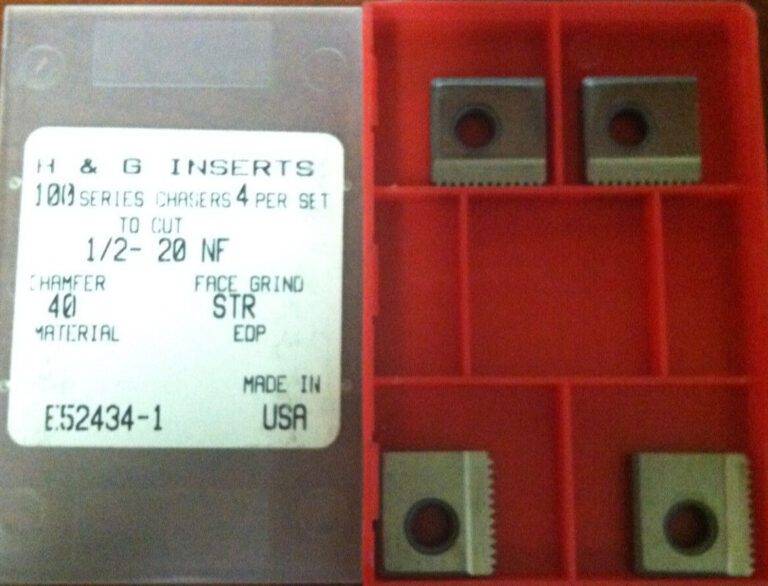 H & G INSERTS
100 SERIES CHASERS 4 PER SET
TO CUT
1/2- 20 NF
CHAMFER FACE GRIND
40 STR
MATERIAL EDP
MADE IN
E52434-1 USA